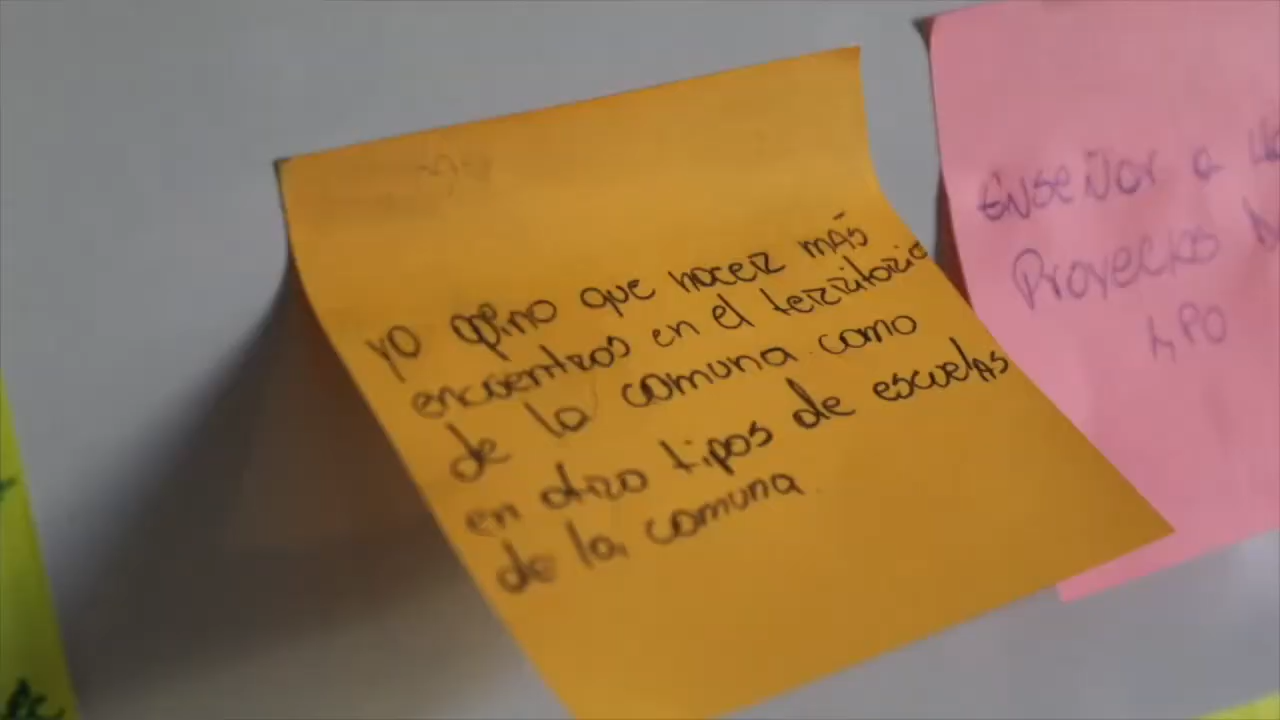 yo opino que hacer más
encuentros en el territorio
de la comuna como
en otro tipos de escuelas
de la comuna
Enseñar a
Proyectos